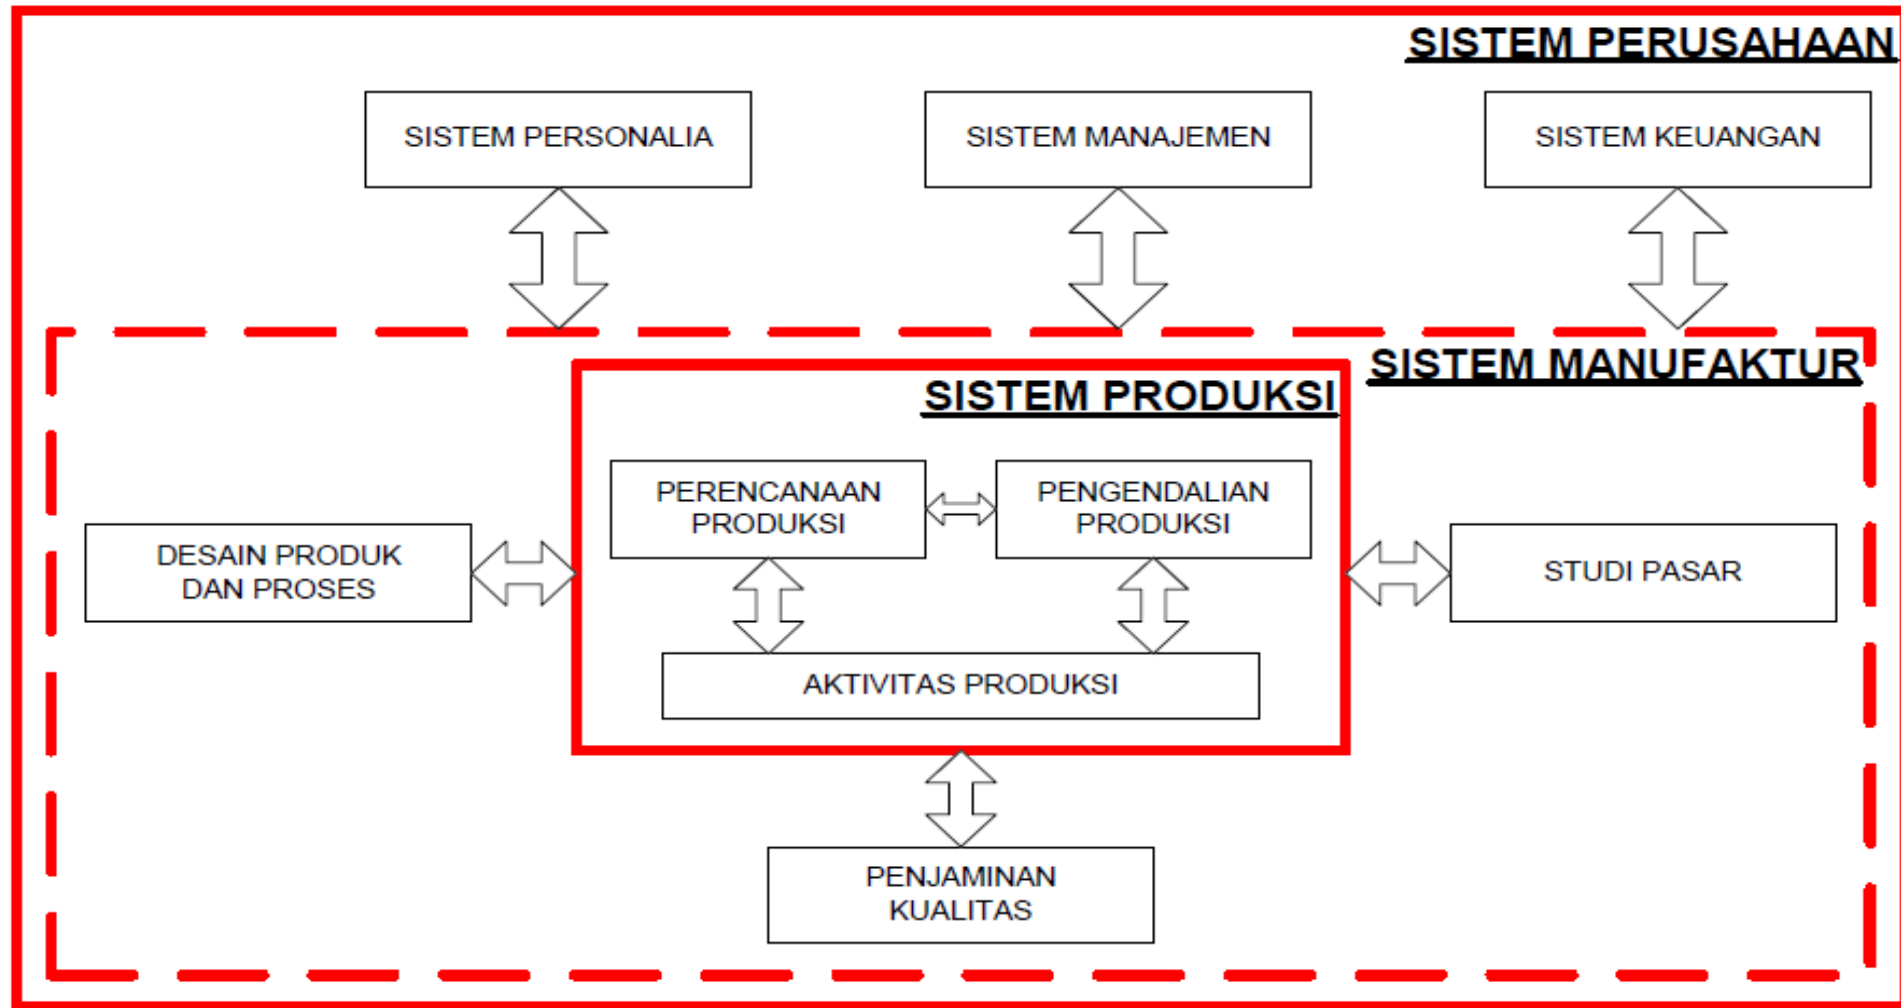 SISTEM PERUSAHAAN
SISTEM PERSONALIA
SISTEM MANAJEMEN
SISTEM KEUANGAN
SISTEM MANUFAKTUR
SISTEM PRODUKSI
PERENCANAAN
PRODUKSI
PENGENDALIAN
PRODUKSI
DESAIN PRODUK
DAN PROSES
STUDI PASAR
AKTIVITAS PRODUKSI
PENJAMINAN
KUALITAS